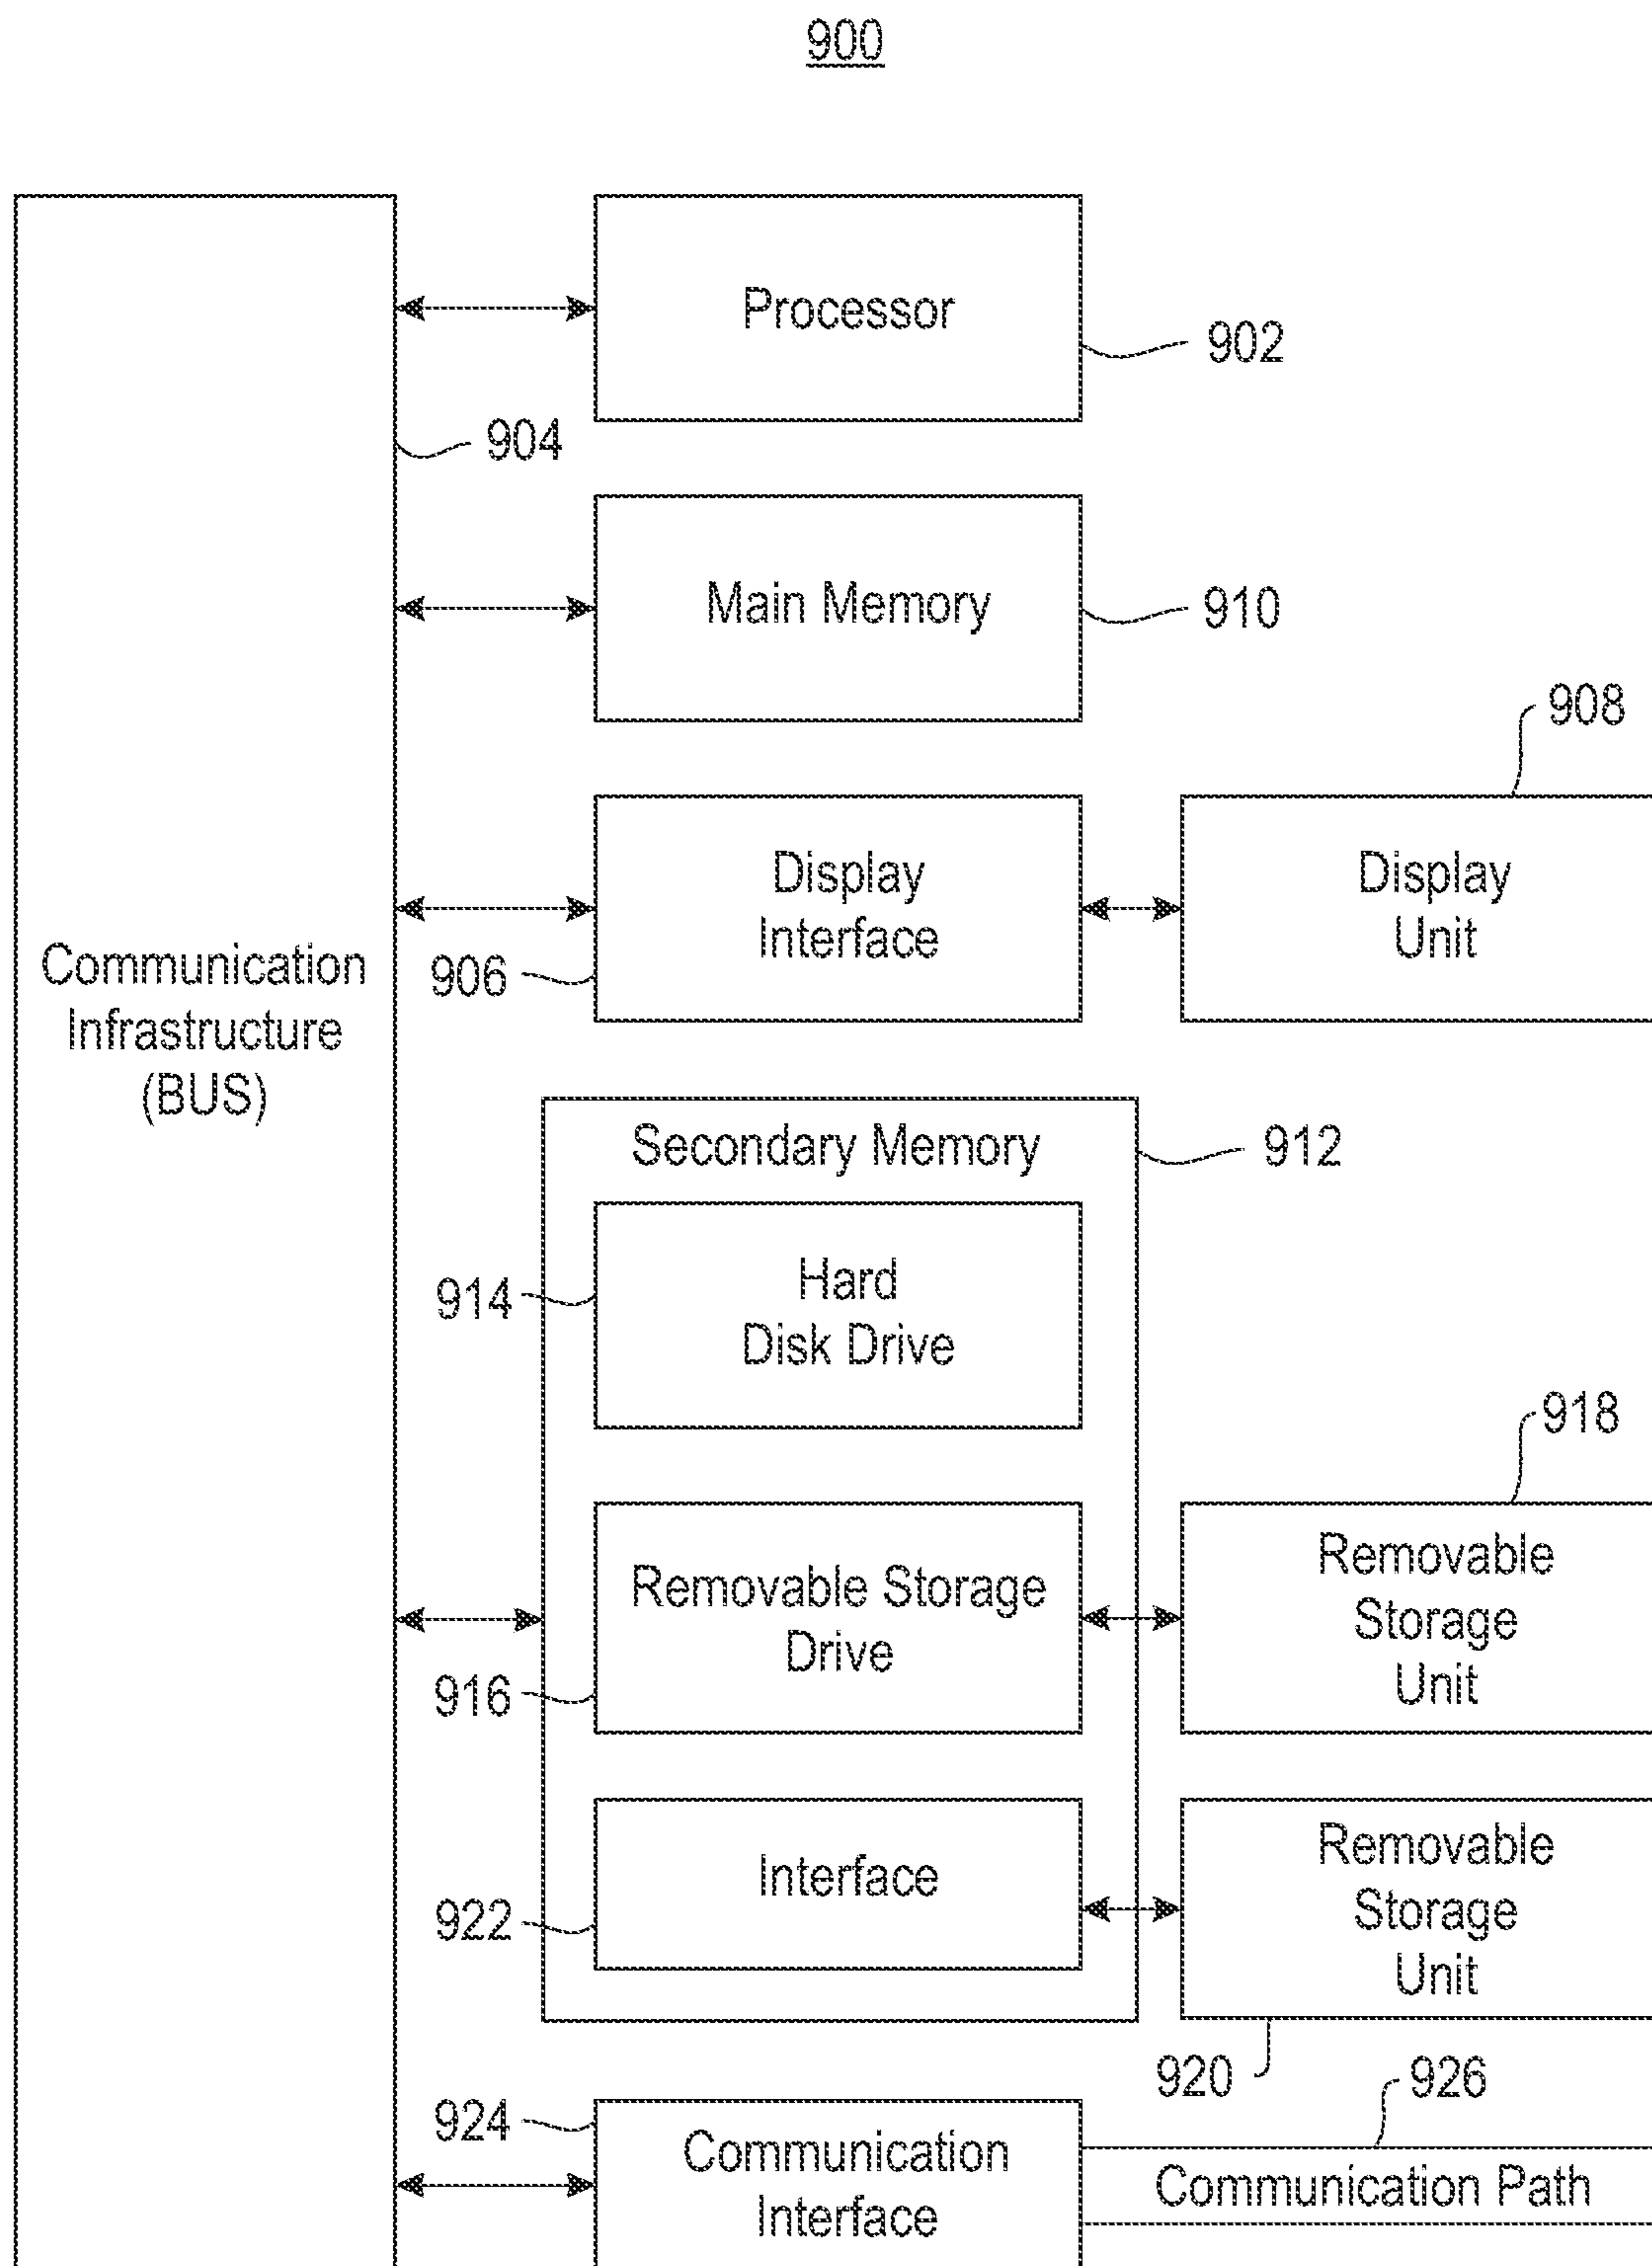 900
Processor
902
904
Main Memory
910
908
Display
Interface
906
Display
Unit
Communication
Infrastructure
(BUS)
Secondary Memory
912
Hard
Disk Drive
914
918
Removable Storage
Drive
916
Removable
Storage
Unit
Interface
922
Removable
Storage
Unit
920
926
924
Communication
Interface
Communication Path